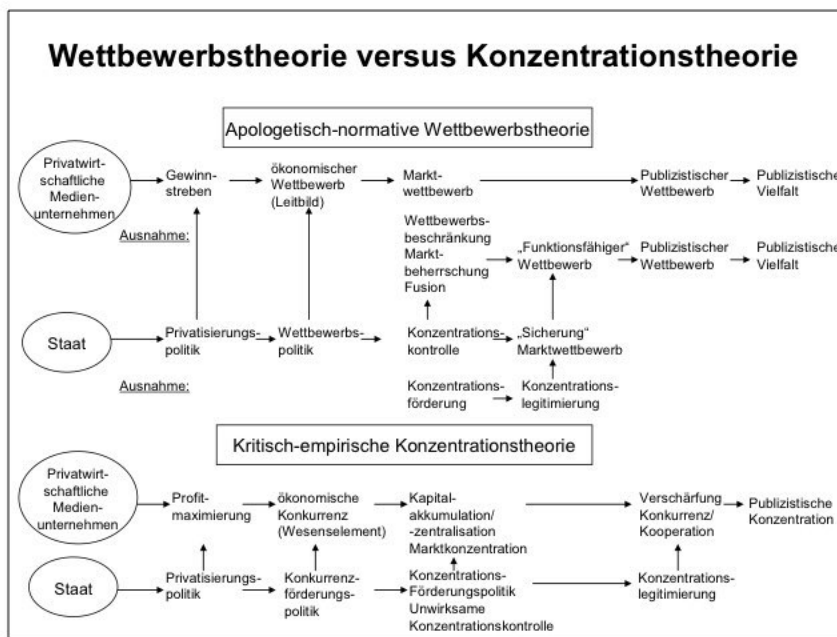 Wettbewerbstheorie versus Konzentrationstheorie
Apologetisch-normative Wettbewerbstheorie
Privatwirt-
schaftliche
Medien-
unternehmen
Gewinn-
streben
ökonomischer
Wettbewerb
(Leitbild)
Markt-
wettbewerb
Publizistischer
Wettbewerb
Publizistische
Vielfalt
Ausnahme:
Wettbewerbs-
beschränkung
Markt-
beherrschung
Fusion
„Funktionsfähiger“
Wettbewerb
Publizistischer
Wettbewerb
Publizistische
Vielfalt
Staat
Privatisierungs-
politik
Wettbewerbs-
politik
Konzentrations-
kontrolle
„Sicherung“
Marktwettbewerb
Ausnahme:
Konzentrations-
förderung
Konzentrations-
legitimierung
Kritisch-empirische Konzentrationstheorie
Privatwirt-
schaftliche
Medien-
unternehmen
Profit-
maximierung
ökonomische
Konkurrenz
(Wesenselement)
Kapital-
akkumulation/
-zentralisation
Marktkonzentration
Verschärfung
Konkurrenz/
Kooperation
Publizistische
Konzentration
Staat
Privatisierungs-
politik
Konkurrenz-
förderungs-
politik
Konzentrations-
Förderungspolitik
Unwirksame
Konzentrationskontrolle
Konzentrations-
legitimierung